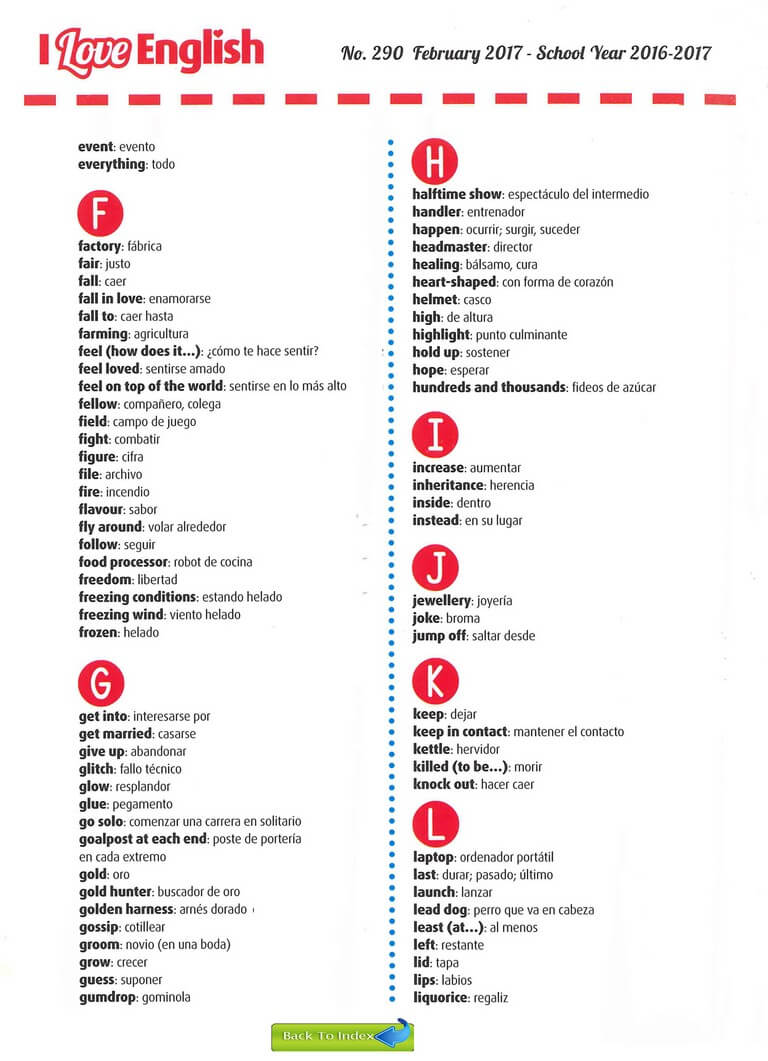 I Love English
No. 290 February 2017 - School Year 2016-2017
event: evento
everything: todo
F
factory: fábrica
fair: justo
fall: caer
fall in love: enamorarse
fall to: caer hasta
farming: agricultura
feel (how does it...): ¿cómo te hace sentir?
feel loved: sentirse amado
feel on top of the world: sentirse en lo más alto
fellow: compañero, colega
field: campo de juego
fight: combatir
figure: cifra
file: archivo
fire: incendio
flavour: sabor
fly around: volar alrededor
follow: seguir
food processor: robot de cocina
freedom: libertad
freezing conditions: estando helado
freezing wind: viento helado
frozen: helado
G
get into: interesarse por
get married: casarse
give up: abandonar
glitch: fallo técnico
glow: resplandor
glue: pegamento
go solo: comenzar una carrera en solitario
goalpost at each end: poste de portería
en cada extremo
gold: oro
gold hunter: buscador de oro
golden harness: arnés dorado
gossip: cotillear
groom: novio (en una boda)
grow: crecer
guess: suponer
gumdrop: gominola
H
halftime show: espectáculo del intermedio
handler: entrenador
happen: ocurrir; surgir, suceder
headmaster: director
healing: bálsamo, cura
heart-shaped: con forma de corazón
helmet: casco
high: de altura
highlight: punto culminante
hold up: sostener
hope: esperar
hundreds and thousands: fideos de azúcar
I
increase: aumentar
inheritance: herencia
inside: dentro
instead: en su lugar
J
jewellery: joyería
joke: broma
jump off: saltar desde
K
keep: dejar
keep in contact: mantener el contacto
kettle: hervidor
killed (to be...): morir
knock out: hacer caer
L
laptop: ordenador portátil
last: durar; pasado; último
launch: lanzar
lead dog: perro que va en cabeza
least (at...): al menos
left: restante
lid: tapa
lips: labios
liquorice: regaliz
Back To Index